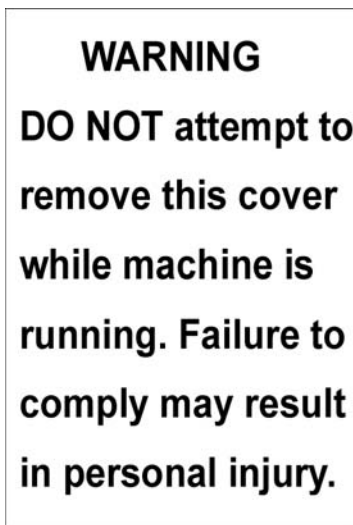 WARNING
DO NOT attempt to
remove this cover
while machine is
running. Failure to
comply may result
in personal injury.